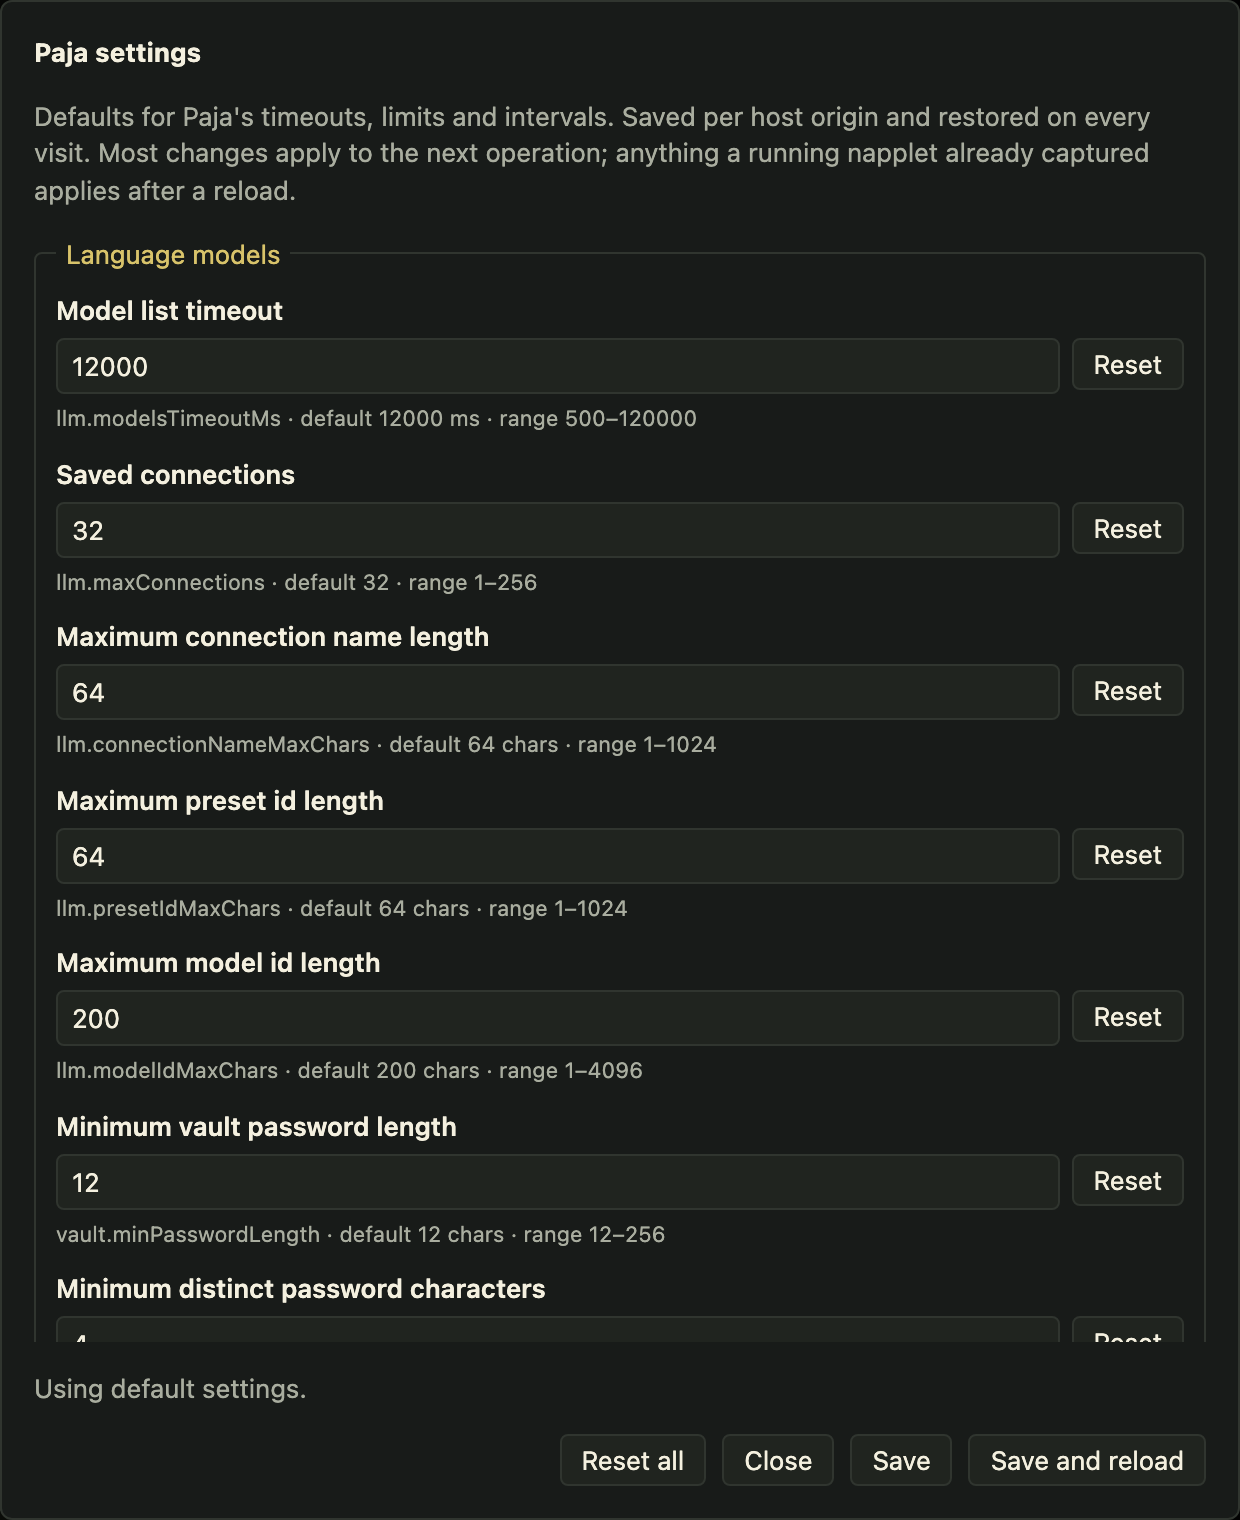 Paja settings
Defaults for Paja's timeouts, limits and intervals. Saved per host origin and restored on every
visit. Most changes apply to the next operation; anything a running napplet already captured
applies after a reload.
Language models
Model list timeout
12000
Reset
llm.modelsTimeoutMs · default 12000 ms · range 500–120000
Saved connections
32
Reset
llm.maxConnections · default 32 · range 1–256
Maximum connection name length
64
Reset
llm.connectionNameMaxChars · default 64 chars · range 1–1024
Maximum preset id length
64
Reset
llm.presetIdMaxChars · default 64 chars · range 1–1024
Maximum model id length
200
Reset
llm.modelIdMaxChars · default 200 chars · range 1–4096
Minimum vault password length
12
Reset
vault.minPasswordLength · default 12 chars · range 12–256
Minimum distinct password characters
4
Reset
Using default settings.
Reset all
Close
Save
Save and reload